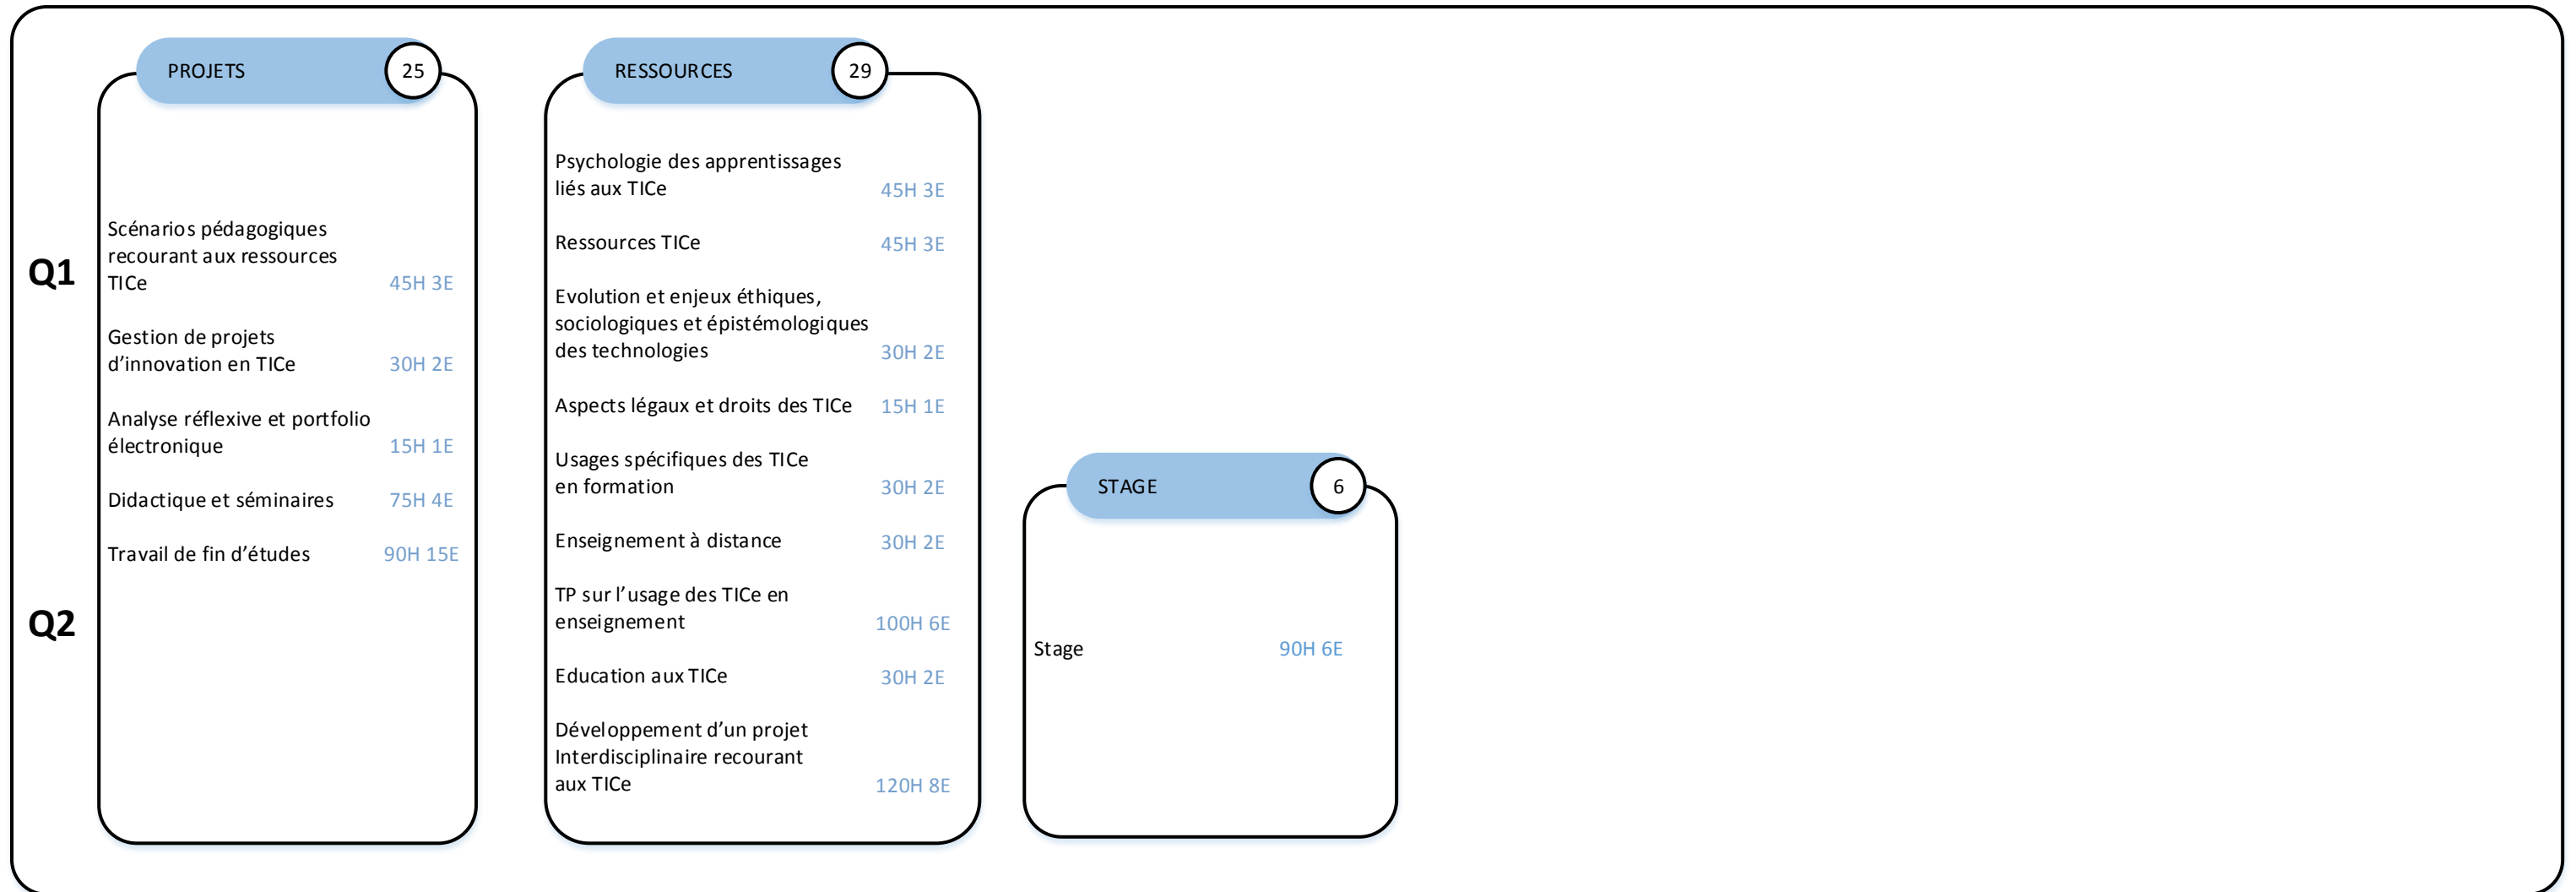 PROJETS 25
Q1
Scénarios pédagogiques
recourant aux ressources
TICe 45H 3E
Gestion de projets
d’innovation en TICe 30H 2E
Analyse réflexive et portfolio
électronique 15H 1E
Didactique et séminaires 75H 4E
Travail de fin d’études 90H 15E
Q2
RESSOURCES 29
Psychologie des apprentissages
liés aux TICe 45H 3E
Ressources TICe 45H 3E
Evolution et enjeux éthiques,
sociologiques et épistémologiques
des technologies 30H 2E
Aspects légaux et droits des TICe 15H 1E
Usages spécifiques des TICe
en formation 30H 2E
Enseignement à distance 30H 2E
TP sur l’usage des TICe en
enseignement 100H 6E
Education aux TICe 30H 2E
Développement d’un projet
Interdisciplinaire recourant
aux TICe 120H 8E
STAGE 6
Stage 90H 6E